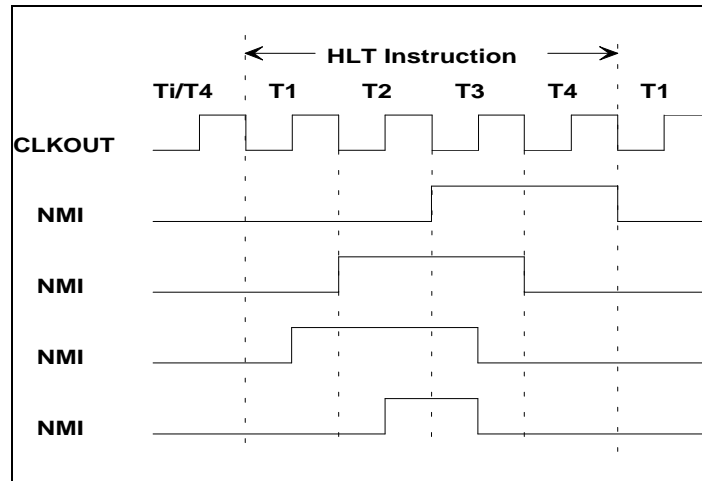 HLT Instruction
Ti/T4 T1 T2 T3 T4 T1
CLKOUT
NMI
NMI
NMI
NMI